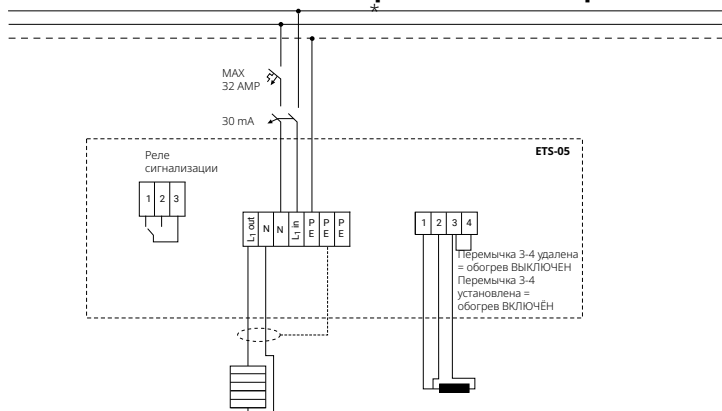 *
MAX
32 AMP
30 mA
ETS-05
Реле
сигнализации
1 2 3
L1 out N N L1 in PE PE PE
1 2 3 4
Перемычка 3-4 удалена
= обогрев ВЫКЛЮЧЕН
Перемычка 3-4
установлена =
обогрев ВКЛЮЧЁН